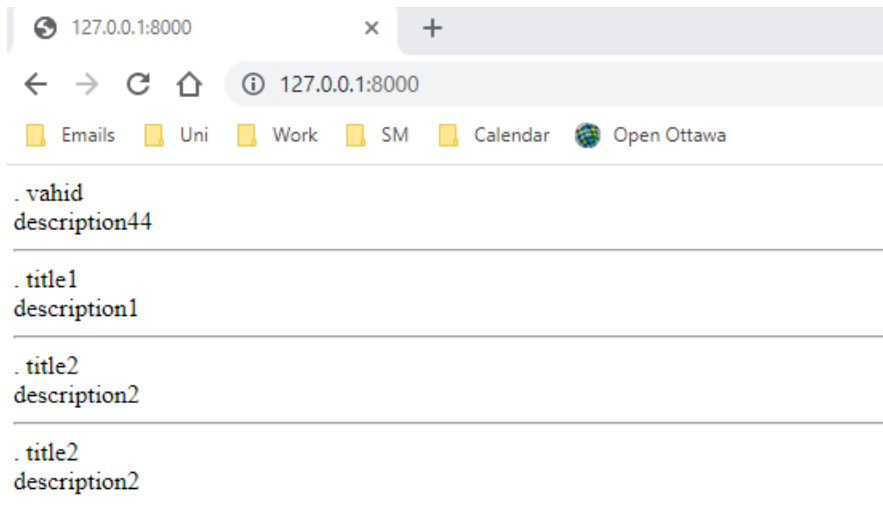 127.0.0.1:8000
127.0.0.1:8000
Emails Uni Work SM Calendar Open Ottawa
. vahid
description44
. title1
description1
. title2
description2
. title2
description2